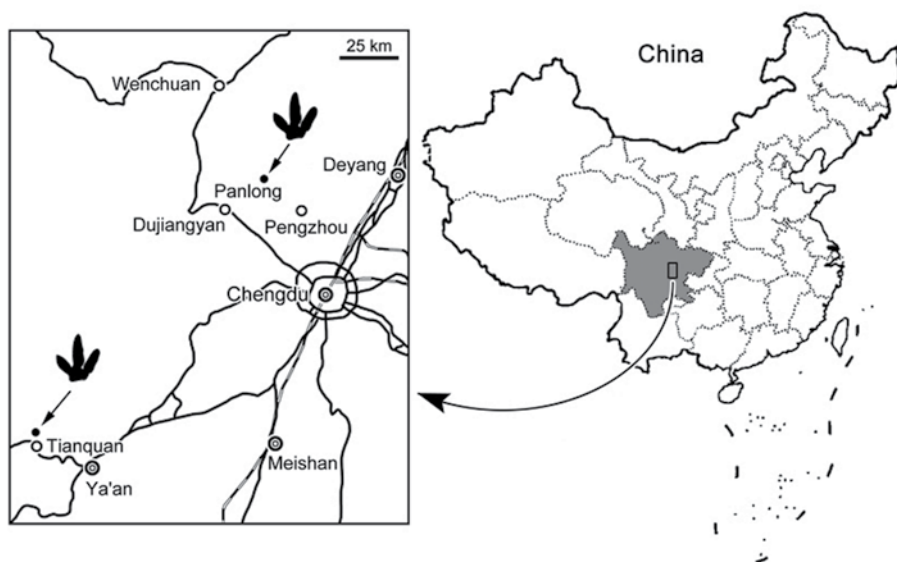 25 km
China
Wenchuan
Deyang
Panlong
Dujiangyan
Pengzhou
Chengdu
Tianquan
Meishan
Ya'an